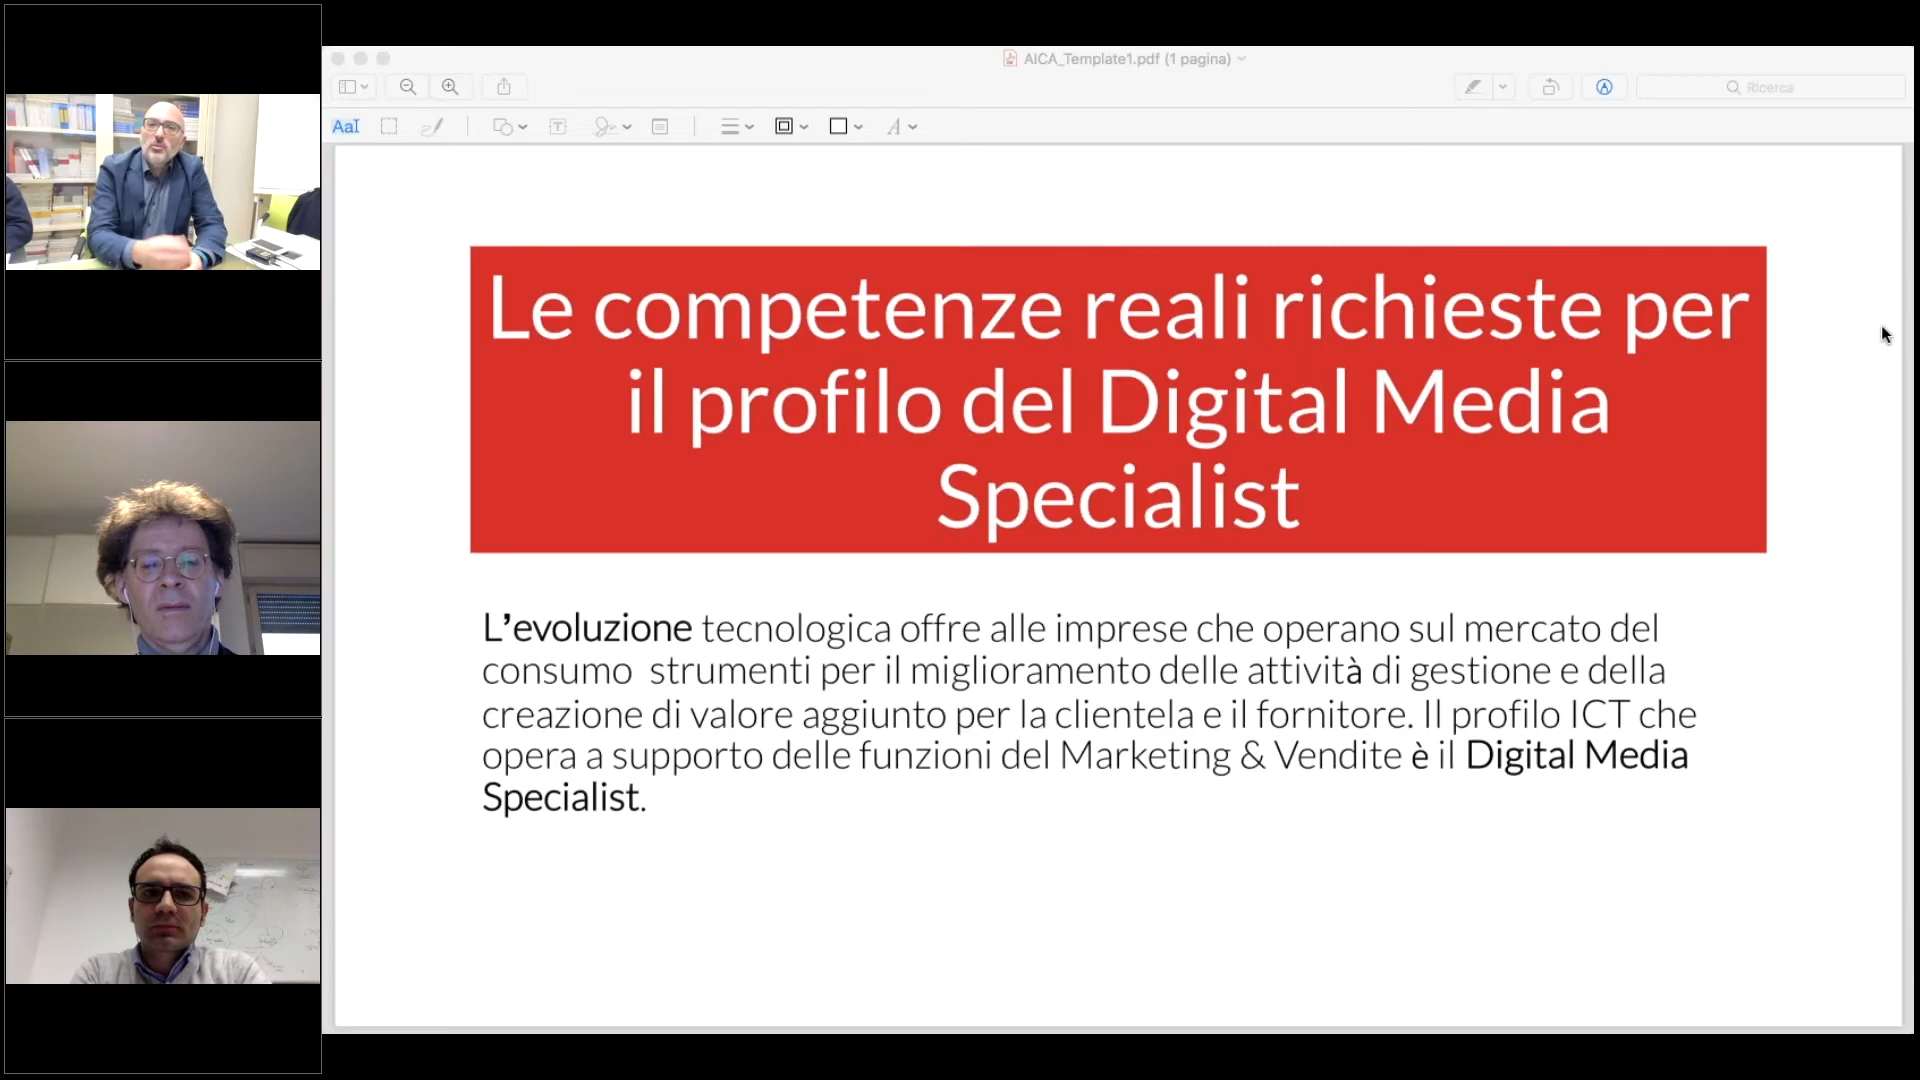 AICA_Template1.pdf (1 pagina)
Ricerca
AaI
Le competenze reali richieste per
il profilo del Digital Media
Specialist
L’evoluzione tecnologica offre alle imprese che operano sul mercato del
consumo strumenti per il miglioramento delle attività di gestione e della
creazione di valore aggiunto per la clientela e il fornitore. Il profilo ICT che
opera a supporto delle funzioni del Marketing & Vendite è il Digital Media
Specialist.